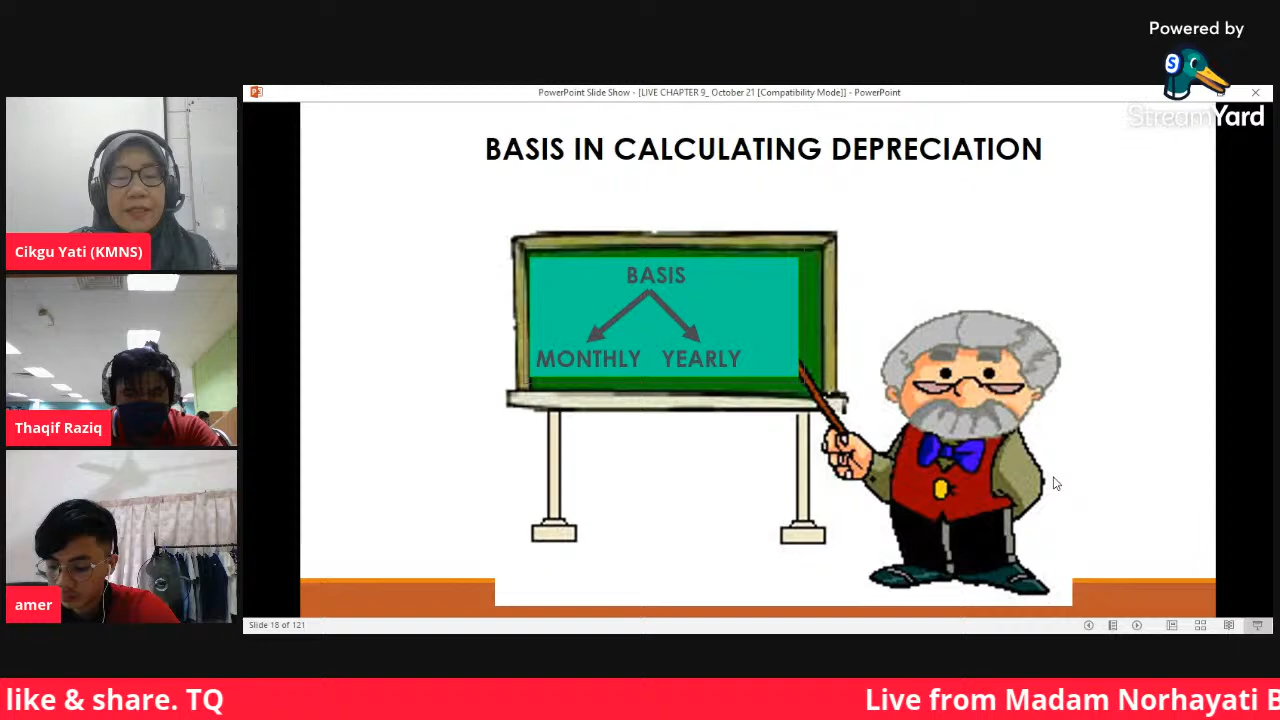 Powered by
S
StreamYard
PowerPoint Slide Show - [LIVE CHAPTER 9_ October 21 [Compatibility Mode]] - PowerPoint
BASIS IN CALCULATING DEPRECIATION
BASIS
MONTHLY YEARLY
Cikgu Yati (KMNS)
Thaqif Raziq
amer
Slide 18 of 121
like & share. TQ
Live from Madam Norhayati B